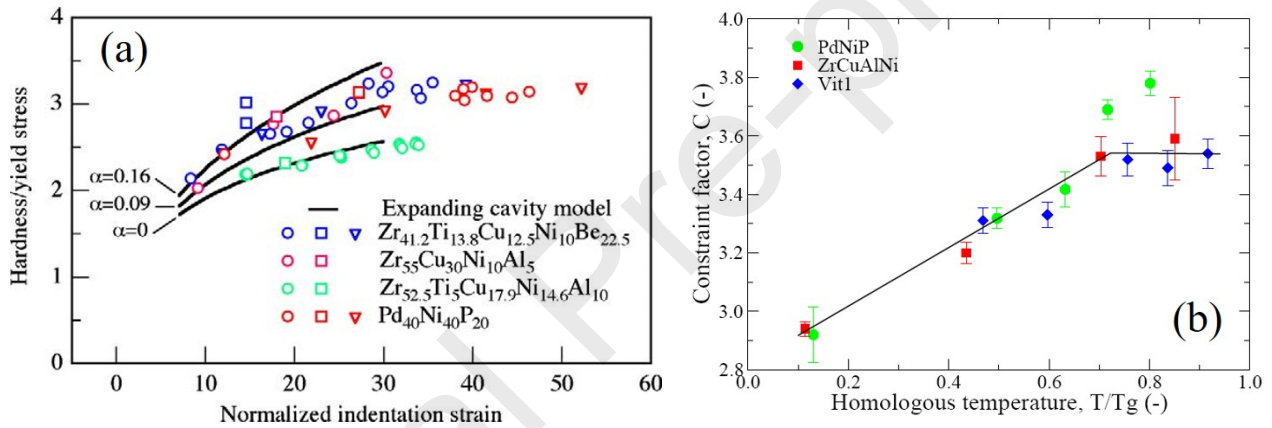 (a)
Hardness/yield stress
4
3
2
1
0
α=0.16
α=0.09
α=0
Expanding cavity model
Zr41.2Ti13.8Cu12.5Ni10Be22.5
Zr55Cu30Ni10Al5
Zr52.5Ti5Cu17.9Ni14.6Al10
Pd40Ni40P20
0 10 20 30 40 50 60
Normalized indentation strain
(b)
Constraint factor, C (-)
4.0
3.8
3.6
3.4
3.2
3.0
2.8
PdNiP
ZrCuAlNi
Vit1
0.0 0.2 0.4 0.6 0.8 1.0
Homologous temperature, T/Tg (-)
al Pre-pr